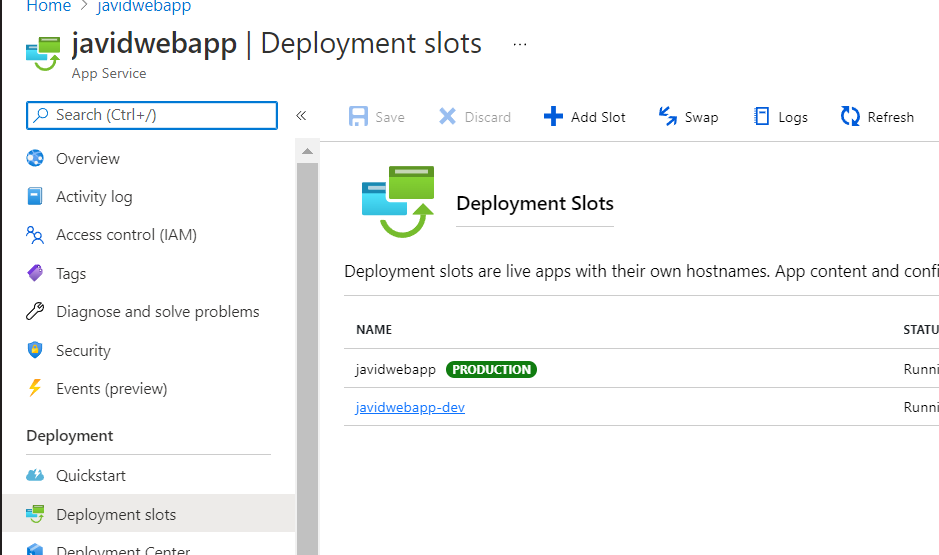 Home > javidwebapp
javidwebapp | Deployment slots ...
App Service
Search (Ctrl+/)
«
Save
Discard
Add Slot
Swap
Logs
Refresh
Overview
Activity log
Access control (IAM)
Tags
Diagnose and solve problems
Security
Events (preview)
Deployment
Quickstart
Deployment slots
Deployment Center
Deployment Slots
Deployment slots are live apps with their own hostnames. App content and confi
NAME STATU
javidwebapp PRODUCTION Runni
javidwebapp-dev Runni